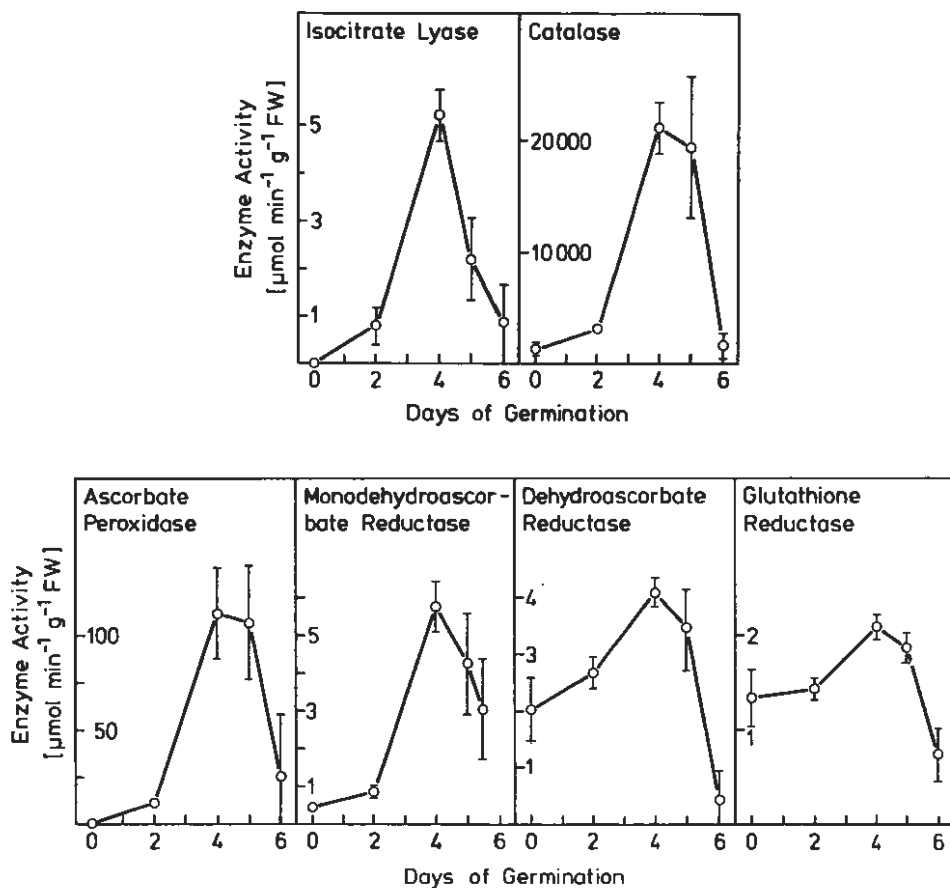 Isocitrate Lyase
Catalase
Enzyme Activity
[µmol min⁻¹ g⁻¹ FW]
5
3
1
20000
10000
0 2 4 6
0 2 4 6
Days of Germination
Ascorbate
Peroxidase
Monodehydroascor-
bate Reductase
Dehydroascorbate
Reductase
Glutathione
Reductase
Enzyme Activity
[µmol min⁻¹ g⁻¹ FW]
100
50
5
3
1
4
3
1
2
1
0 2 4 6
0 2 4 6
0 2 4 6
0 2 4 6
Days of Germination